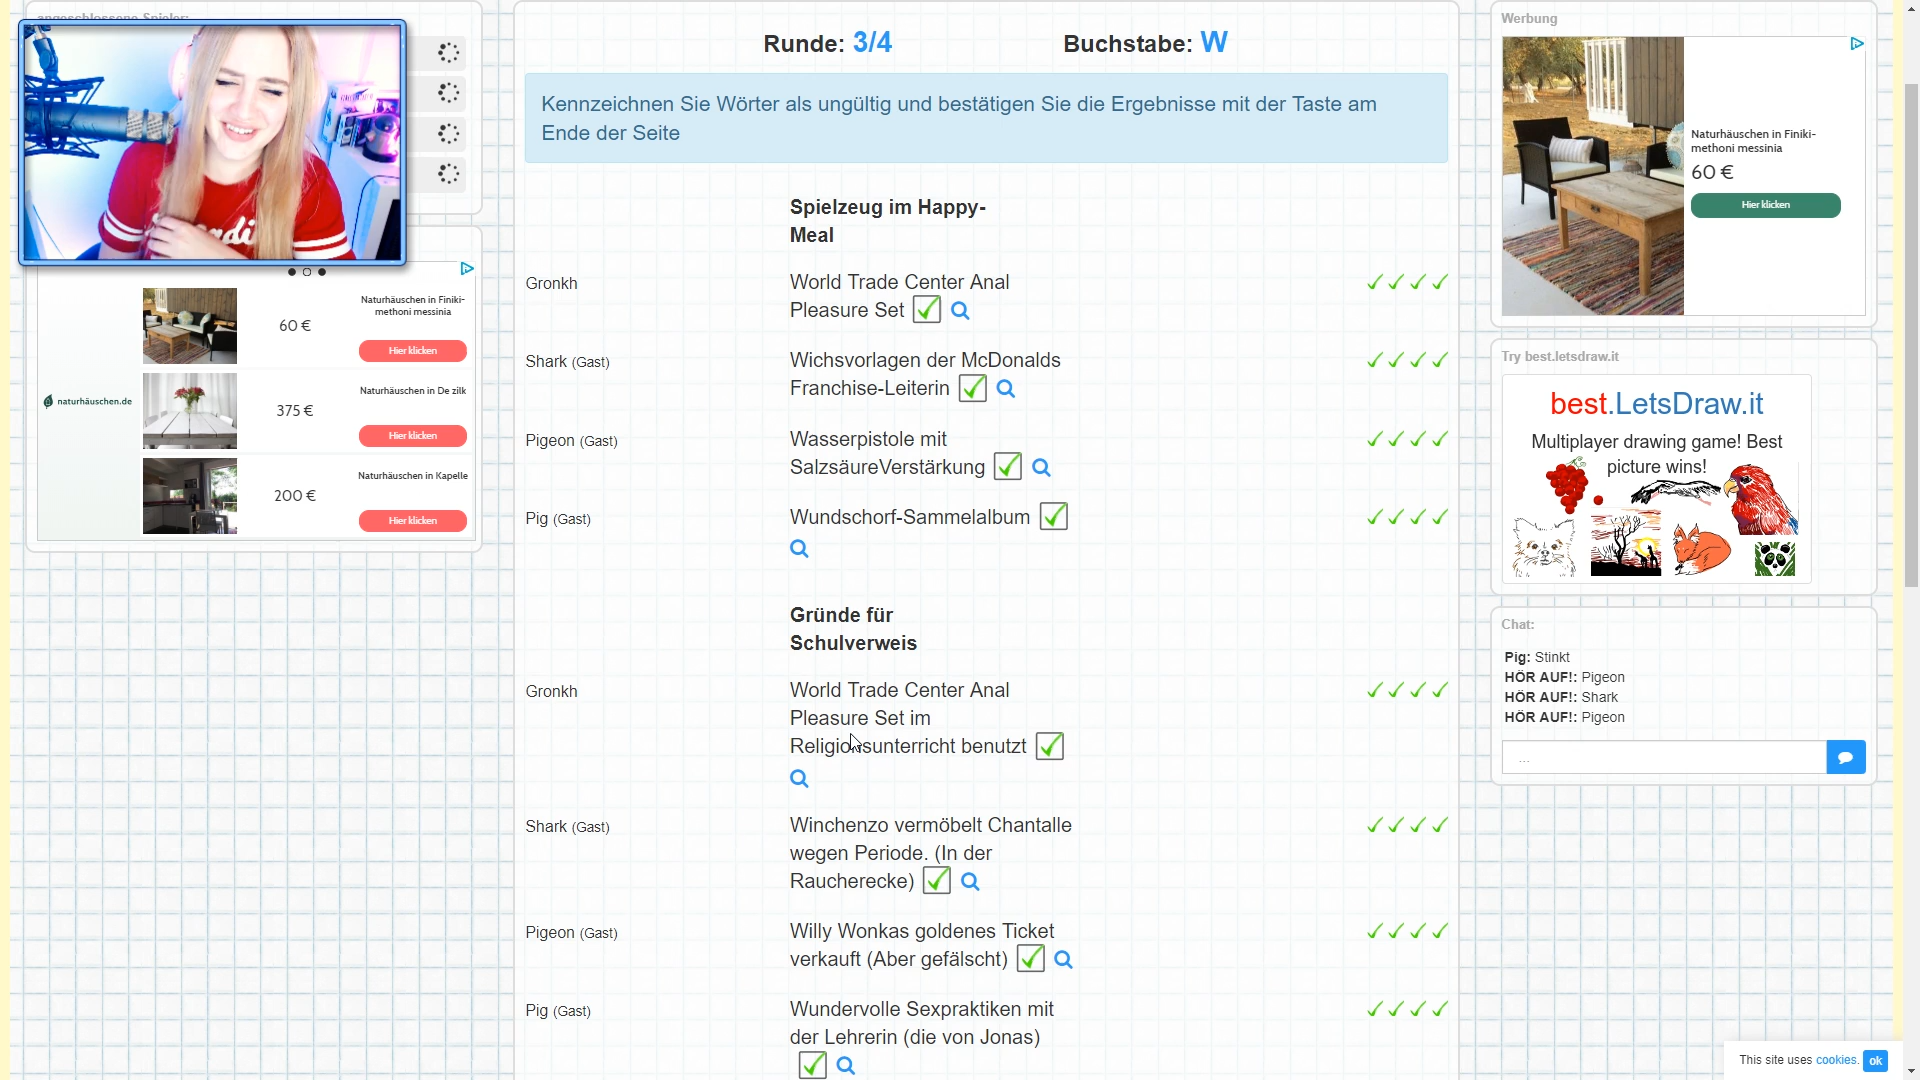 angeschlossene Spieler:
Runde: 3/4
Buchstabe: W
Kennzeichnen Sie Wörter als ungültig und bestätigen Sie die Ergebnisse mit der Taste am
Ende der Seite
Spielzeug im Happy-
Meal
Gronkh
World Trade Center Anal
Pleasure Set
Shark (Gast)
Wichsvorlagen der McDonalds
Franchise-Leiterin
Pigeon (Gast)
Wasserpistole mit
SalzsäureVerstärkung
Pig (Gast)
Wundschorf-Sammelalbum
Gründe für
Schulverweis
Gronkh
World Trade Center Anal
Pleasure Set im
Religionsunterricht benutzt
Shark (Gast)
Winchenzo vermöbelt Chantalle
wegen Periode. (In der
Raucherecke)
Pigeon (Gast)
Willy Wonkas goldenes Ticket
verkauft (Aber gefälscht)
Pig (Gast)
Wundervolle Sexpraktiken mit
der Lehrerin (die von Jonas)
naturhäuschen.de
60 €
Naturhäuschen in Finiki-
methoni messinia
Hier klicken
375 €
Naturhäuschen in De zilk
Hier klicken
200 €
Naturhäuschen in Kapelle
Hier klicken
Werbung
Naturhäuschen in Finiki-
methoni messinia
60 €
Hier klicken
Try best.letsdraw.it
best.LetsDraw.it
Multiplayer drawing game! Best
picture wins!
Chat:
Pig: Stinkt
HÖR AUF!: Pigeon
HÖR AUF!: Shark
HÖR AUF!: Pigeon
...
This site uses cookies. ok